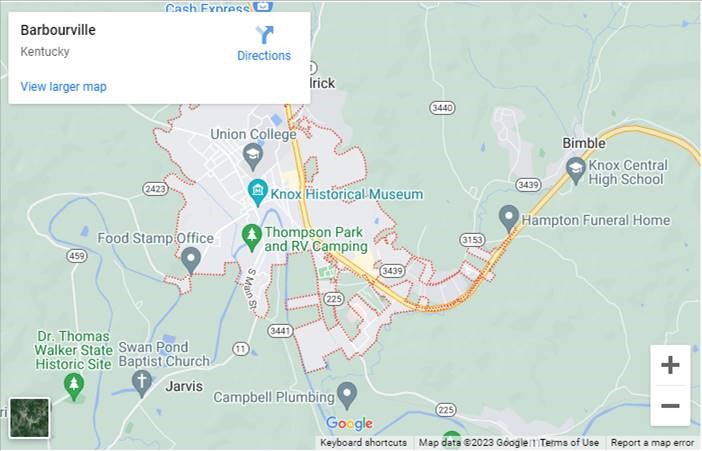 Cash Express
Barbourville
Kentucky
Directions
View larger map
3440
Union College
Bimble
Knox Central
High School
2423
3439
Knox Historical Museum
Hampton Funeral Home
Thompson Park
and RV Camping
Food Stamp Office
3153
459
3439
S Main St
225
3441
Dr. Thomas
Walker State
Historic Site
Swan Pond
Baptist Church
11
Jarvis
Campbell Plumbing
225
Google
Keyboard shortcuts
Map data ©2023 Google
Terms of Use
Report a map error